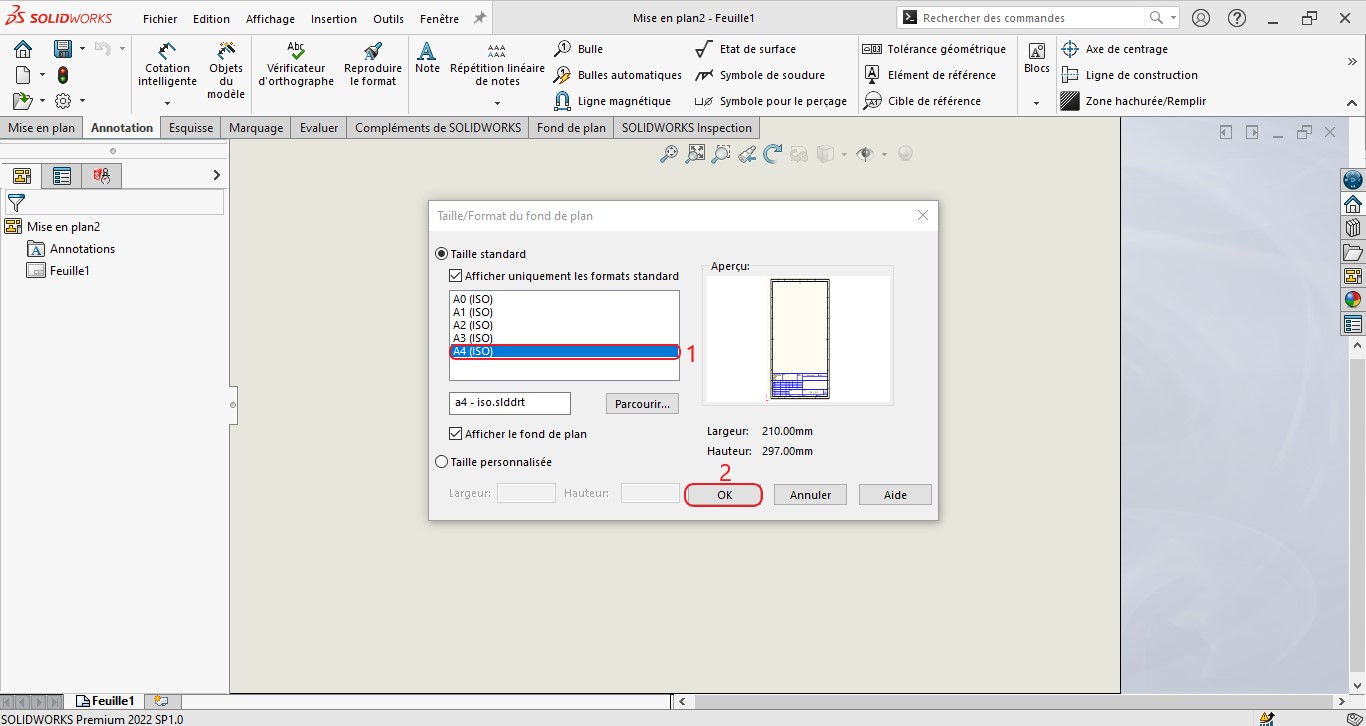 SOLIDWORKS
Fichier Edition Affichage Insertion Outils Fenêtre
Mise en plan2 - Feuille1
Rechercher des commandes
Cotation intelligente
Objets du modèle
Abc
Vérificateur d'orthographe
Reproduire le format
A
Note
AAA AAA
Répétition linéaire de notes
Bulle
Bulles automatiques
Ligne magnétique
Etat de surface
Symbole de soudure
Symbole pour le perçage
Tolérance géométrique
Elément de référence
Cible de référence
Blocs
Axe de centrage
Ligne de construction
Zone hachurée/Remplir
Mise en plan Annotation Esquisse Marquage Evaluer Compléments de SOLIDWORKS Fond de plan SOLIDWORKS Inspection
Mise en plan2
Annotations
Feuille1
Taille/Format du fond de plan
Taille standard
Afficher uniquement les formats standard
A0 (ISO)
A1 (ISO)
A2 (ISO)
A3 (ISO)
A4 (ISO)
1
a4 - iso.slddrt
Parcourir...
Afficher le fond de plan
Taille personnalisée
Largeur:
Hauteur:
Aperçu:
Largeur: 210.00mm
Hauteur: 297.00mm
2
OK
Annuler
Aide
Feuille1
SOLIDWORKS Premium 2022 SP1.0